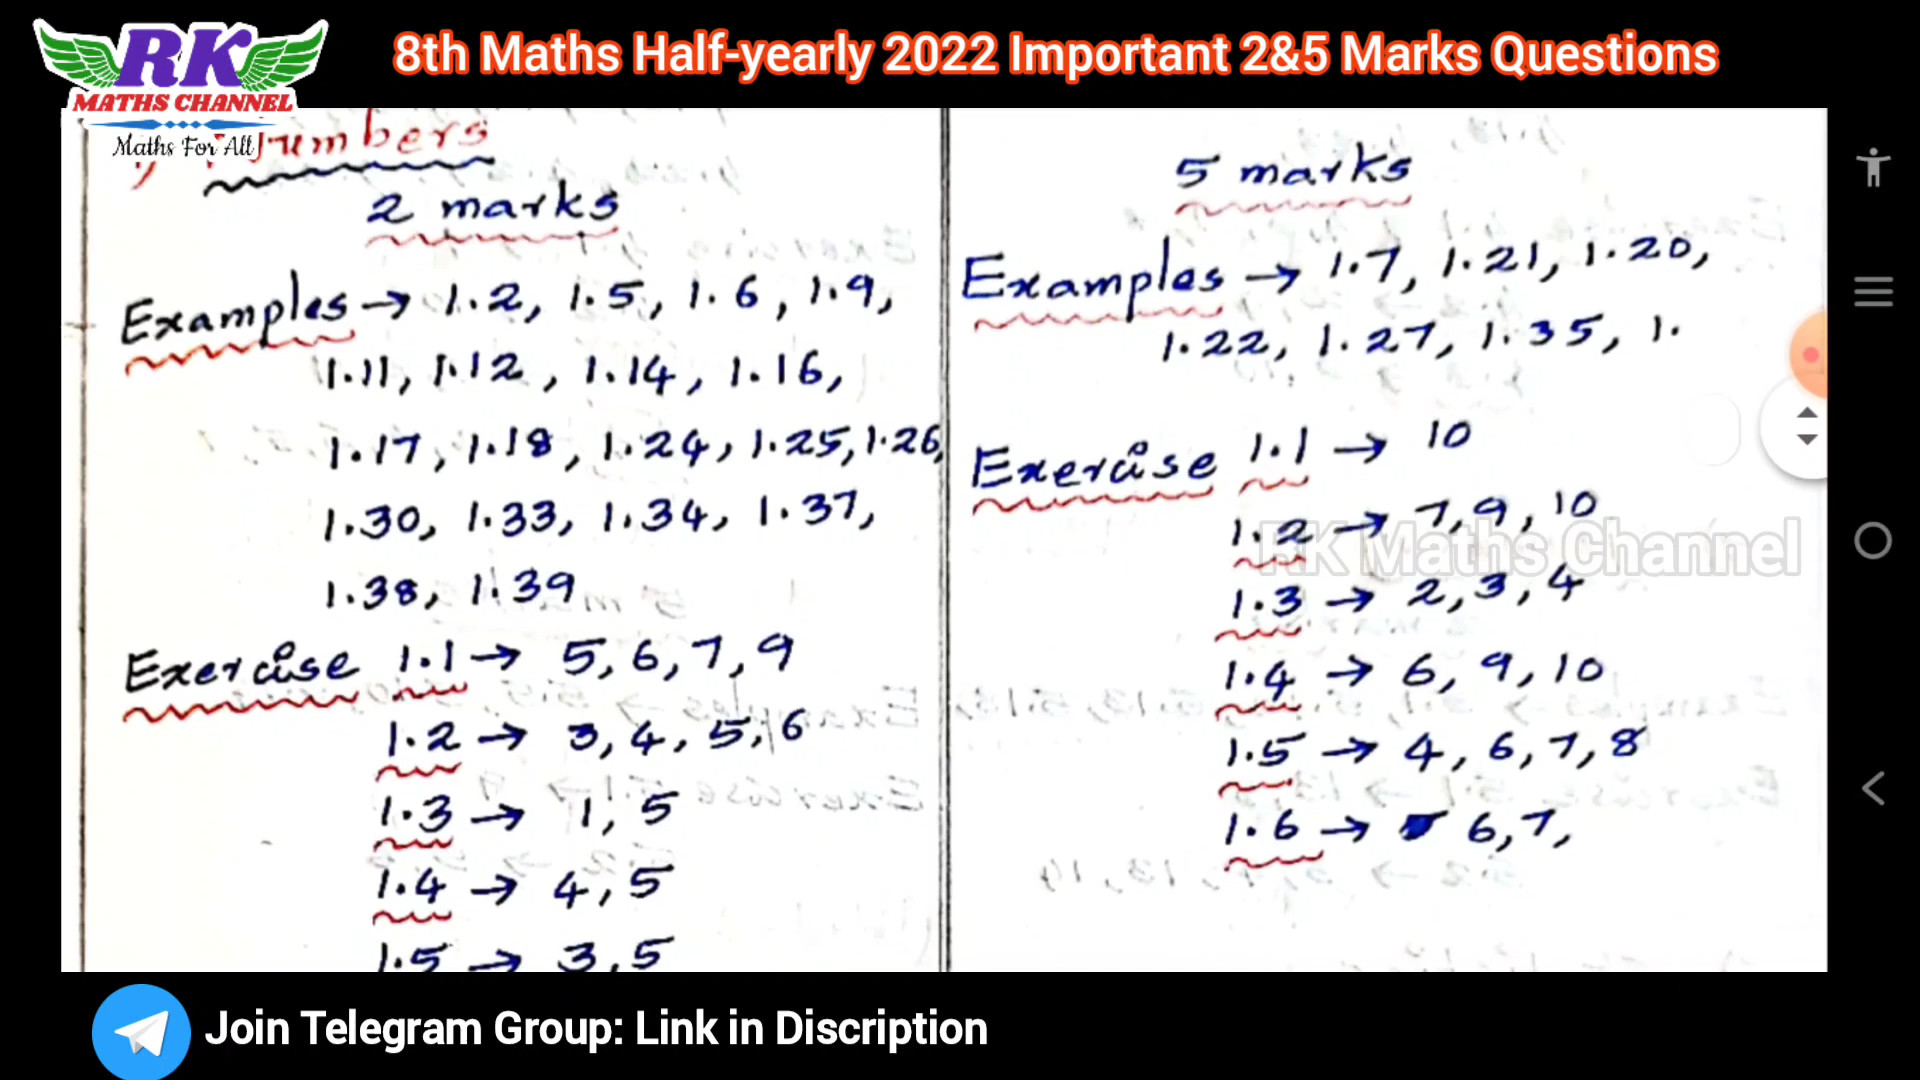 RK
MATHS CHANNEL
Maths For All
8th Maths Half-yearly 2022 Important 2&5 Marks Questions
Numbers
2 marks
Examples → 1.2, 1.5, 1.6, 1.9,
1.11, 1.12, 1.14, 1.16,
1.17, 1.18, 1.24, 1.25, 1.26,
1.30, 1.33, 1.34, 1.37,
1.38, 1.39
Exercise 1.1 → 5, 6, 7, 9
1.2 → 3, 4, 5, 6
1.3 → 1, 5
1.4 → 4, 5
1.5 → 3, 5
5 marks
Examples → 1.7, 1.21, 1.20,
1.22, 1.27, 1.35, 1.
Exercise 1.1 → 10
1.2 → 7, 9, 10
RK Maths Channel
1.3 → 2, 3, 4
1.4 → 6, 9, 10
1.5 → 4, 6, 7, 8
1.6 → 6, 7,
Join Telegram Group: Link in Discription